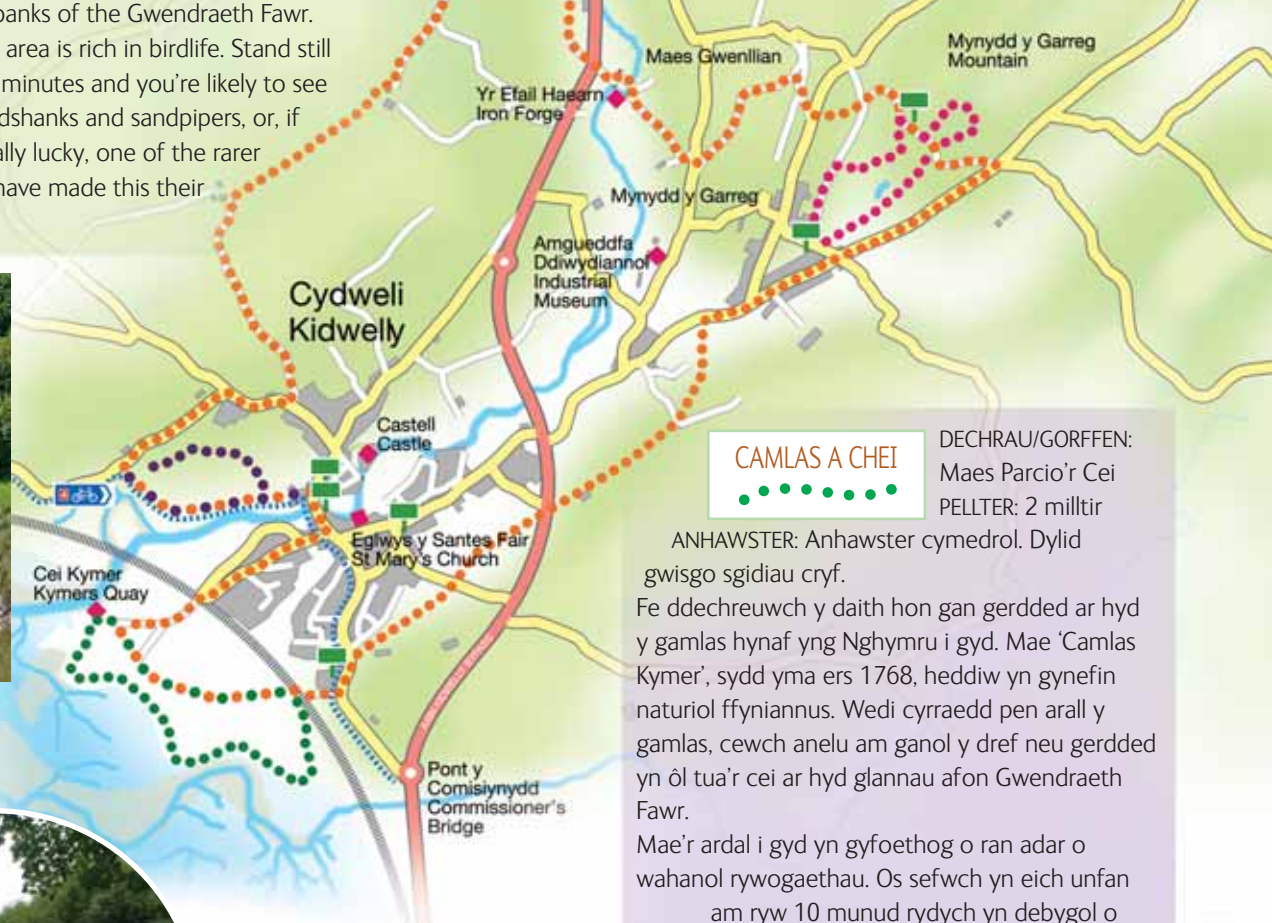 banks of the Gwendraeth Fawr.
area is rich in birdlife. Stand still
minutes and you're likely to see
dshanks and sandpipers, or, if
ally lucky, one of the rarer
have made this their
Maes Gwenllian
Mynydd y Garreg
Mountain
Yr Efail Haearn
Iron Forge
Mynydd y Garreg
Amgueddfa
Ddiwydiannol
Industrial
Museum
Cydweli
Kidwelly
Castell
Castle
4
Eglwys y Santes Fair
St Mary's Church
Cei Kymer
Kymers Quay
Pont y
Comisiynydd
Commissioner's
Bridge
CAMLAS A CHEI
DECHRAU/GORFFEN:
Maes Parcio'r Cei
PELLTER: 2 milltir
ANHAWSTER: Anhawster cymedrol. Dylid
gwisgo sgidiau cryf.
Fe ddechreuwch y daith hon gan gerdded ar hyd
y gamlas hynaf yng Nghymru i gyd. Mae 'Camlas
Kymer', sydd yma ers 1768, heddiw yn gynefin
naturiol ffyniannus. Wedi cyrraedd pen arall y
gamlas, cewch anelu am ganol y dref neu gerdded
yn ôl tua'r cei ar hyd glannau afon Gwendraeth
Fawr.
Mae'r ardal i gyd yn gyfoethog o ran adar o
wahanol rywogaethau. Os sefwch yn eich unfan
am ryw 10 munud rydych yn debygol o